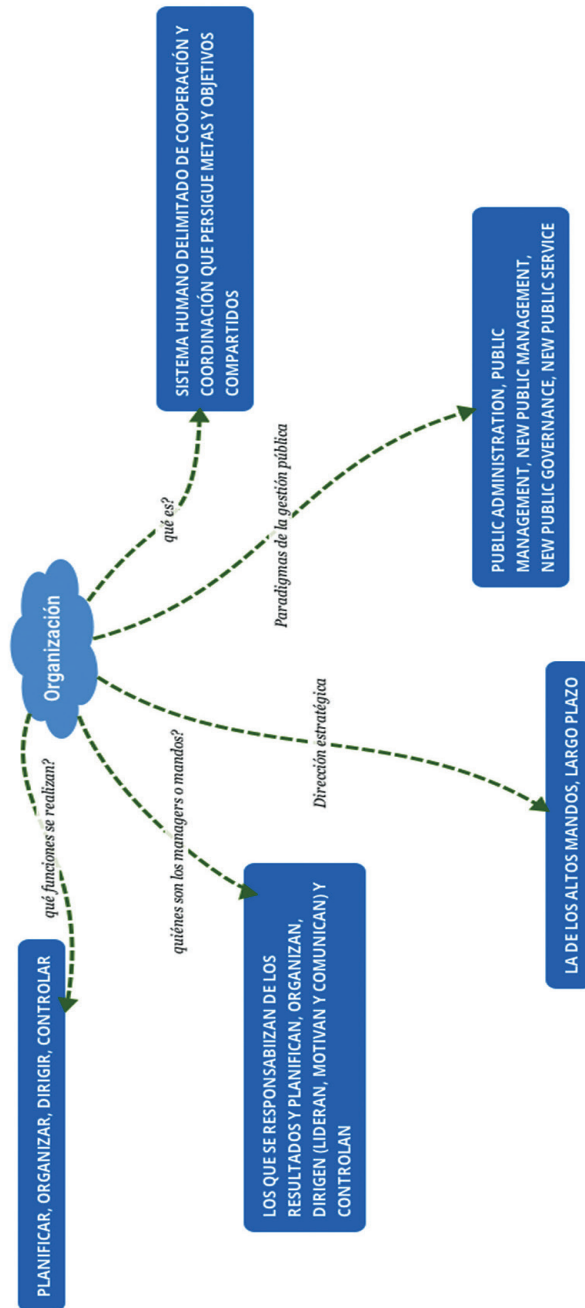 Organización
qué funciones se realizan?
PLANIFICAR, ORGANIZAR, DIRIGIR, CONTROLAR
quiénes son los managers o mandos?
LOS QUE SE RESPONSABIIZAN DE LOS
RESULTADOS Y PLANIFICAN, ORGANIZAN,
DIRIGEN (LIDERAN, MOTIVAN Y COMUNICAN) Y
CONTROLAN
Dirección estratégica
LA DE LOS ALTOS MANDOS, LARGO PLAZO
Paradigmas de la gestión pública
PUBLIC ADMINISTRATION, PUBLIC
MANAGEMENT, NEW PUBLIC MANAGEMENT,
NEW PUBLIC GOVERNANCE, NEW PUBLIC SERVICE
qué es?
SISTEMA HUMANO DELIMITADO DE COOPERACIÓN Y
COORDINACIÓN QUE PERSIGUE METAS Y OBJETIVOS
COMPARTIDOS